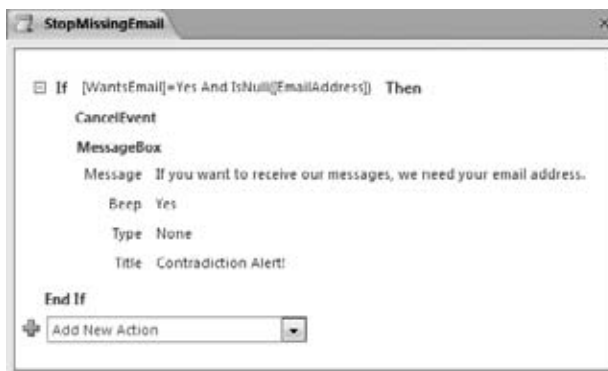 StopMissingEmail
If [WantsEmail]=Yes And IsNull([EmailAddress]) Then
CancelEvent
MessageBox
Message If you want to receive our messages, we need your email address.
Beep Yes
Type None
Title Contradiction Alert!
End If
Add New Action